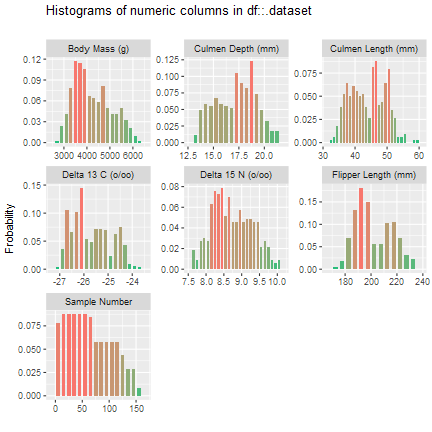 Histograms of numeric columns in df::.dataset
Body Mass (g)
Culmen Depth (mm)
Culmen Length (mm)
0.12
0.09
0.06
0.03
0.00
3000 4000 5000 6000
0.125
0.100
0.075
0.050
0.025
0.000
12.5 15.0 17.5 20.0
0.075
0.050
0.025
0.000
30 40 50 60
Delta 13 C (o/oo)
Delta 15 N (o/oo)
Flipper Length (mm)
Probability
0.15
0.10
0.05
0.00
-27 -26 -25 -24
0.08
0.06
0.04
0.02
0.00
7.5 8.0 8.5 9.0 9.5 10.0
0.15
0.10
0.05
0.00
180 200 220 240
Sample Number
0.075
0.050
0.025
0.000
0 50 100 150